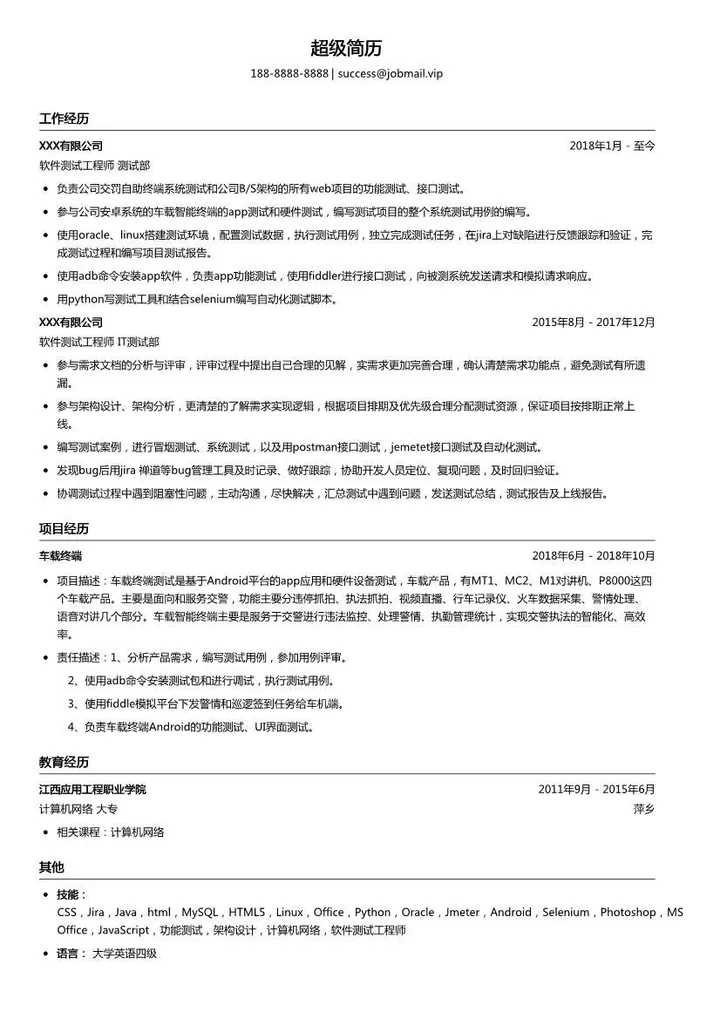 超级简历
188-8888-8888 | success@jobmail.vip
工作经历
XXX有限公司 2018年1月 - 至今
软件测试工程师 测试部
• 负责公司交罚自助终端系统测试和公司B/S架构的所有web项目的功能测试、接口测试。
• 参与公司安卓系统的车载智能终端的app测试和硬件测试，编写测试项目的整个系统测试用例的编写。
• 使用oracle、linux搭建测试环境，配置测试数据，执行测试用例，独立完成测试任务，在jira上对缺陷进行反馈跟踪和验证，完
成测试过程和编写项目测试报告。
• 使用adb命令安装app软件，负责app功能测试，使用fiddler进行接口测试，向被测系统发送请求和模拟请求响应。
• 用python写测试工具和结合selenium编写自动化测试脚本。
XXX有限公司 2015年8月 - 2017年12月
软件测试工程师 IT测试部
• 参与需求文档的分析与评审，评审过程中提出自己合理的见解，实需求更加完善合理，确认清楚需求功能点，避免测试有所遗
漏。
• 参与架构设计、架构分析，更清楚的了解需求实现逻辑，根据项目排期及优先级合理分配测试资源，保证项目按排期正常上
线。
• 编写测试案例，进行冒烟测试、系统测试，以及用postman接口测试，jemetet接口测试及自动化测试。
• 发现bug后用jira 禅道等bug管理工具及时记录、做好跟踪，协助开发人员定位、复现问题，及时回归验证。
• 协调测试过程中遇到阻塞性问题，主动沟通，尽快解决，汇总测试中遇到问题，发送测试总结，测试报告及上线报告。
项目经历
车载终端 2018年6月 - 2018年10月
• 项目描述：车载终端测试是基于Android平台的app应用和硬件设备测试，车载产品，有MT1、MC2、M1对讲机、P8000这四
个车载产品。主要是面向和服务交警，功能主要分违停抓拍、执法抓拍、视频直播、行车记录仪、火车数据采集、警情处理、
语音对讲几个部分。车载智能终端主要是服务于交警进行违法监控、处理警情、执勤管理统计，实现交警执法的智能化、高效
率。
• 责任描述：1、分析产品需求，编写测试用例，参加用例评审。
2、使用adb命令安装测试包和进行调试，执行测试用例。
3、使用fiddle模拟平台下发警情和巡逻签到任务给车机端。
4、负责车载终端Android的功能测试、UI界面测试。
教育经历
江西应用工程职业学院 2011年9月 - 2015年6月
计算机网络 大专 萍乡
• 相关课程：计算机网络
其他
• 技能：
CSS，Jira，Java，html，MySQL，HTML5，Linux，Office，Python，Oracle，Jmeter，Android，Selenium，Photoshop，MS
Office，JavaScript，功能测试，架构设计，计算机网络，软件测试工程师
• 语言： 大学英语四级